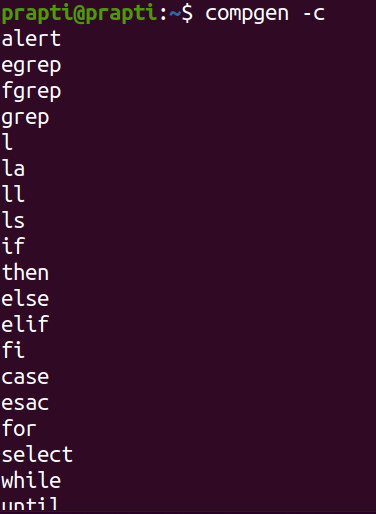 prapti@prapti:~$ compgen -c
alert
egrep
fgrep
grep
l
la
ll
ls
if
then
else
elif
fi
case
esac
for
select
while
until